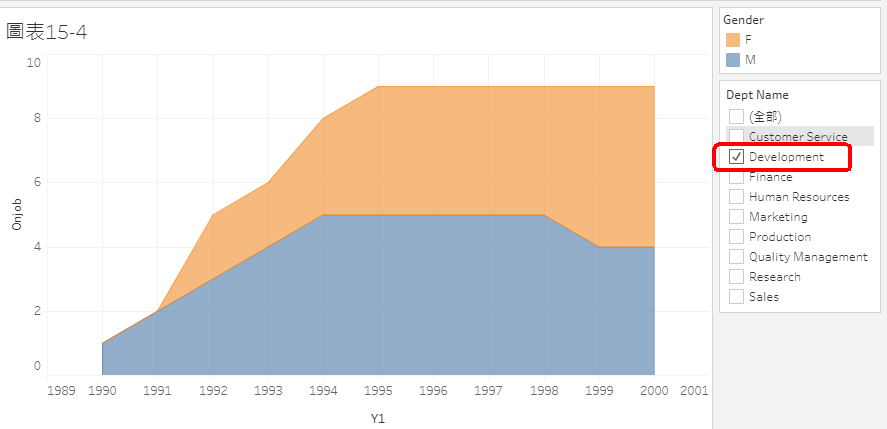 圖表15-4
10
8
6
4
2
0
Onjob
1989 1990 1991 1992 1993 1994 1995 1996 1997 1998 1999 2000 2001
Y1
Gender
F
M
Dept Name
(全部)
Customer Service
Development
Finance
Human Resources
Marketing
Production
Quality Management
Research
Sales